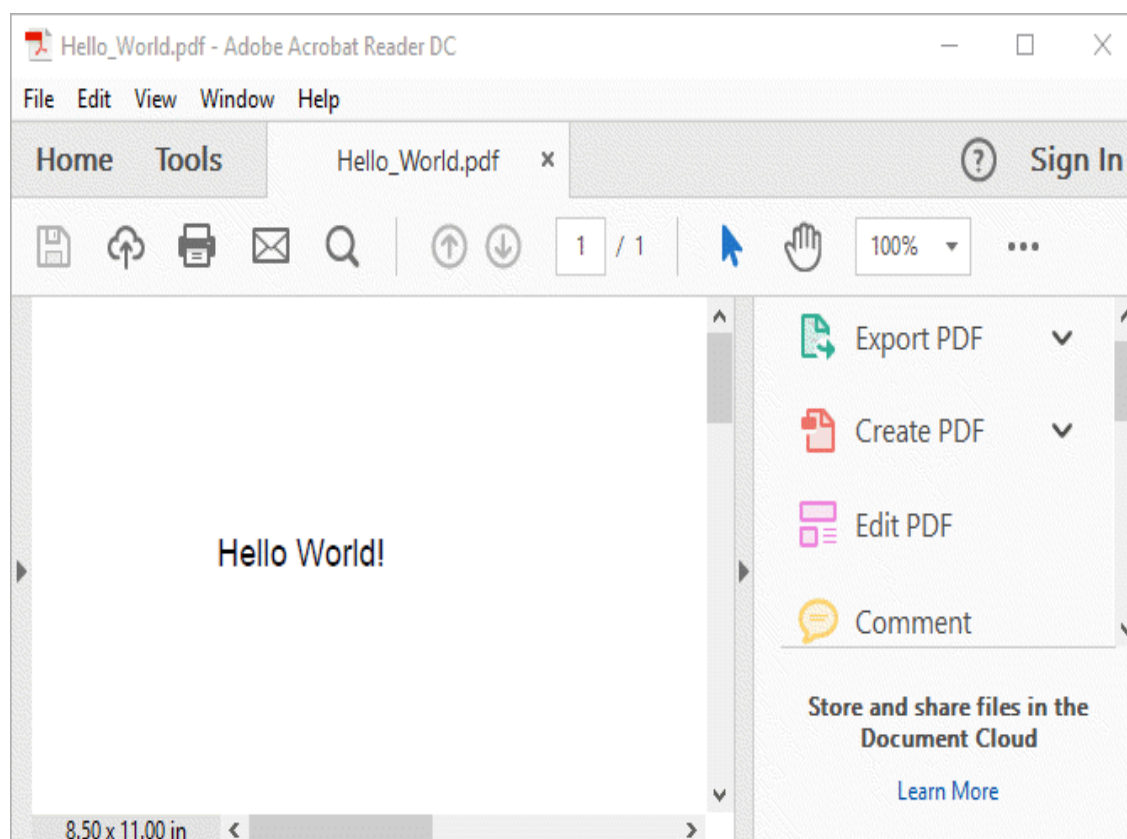 Hello_World.pdf - Adobe Acrobat Reader DC
File Edit View Window Help
Home Tools Hello_World.pdf × ? Sign In
1 / 1 100%
Export PDF
Create PDF
Edit PDF
Hello World!
Comment
Store and share files in the
Document Cloud
Learn More
8.50 x 11.00 in